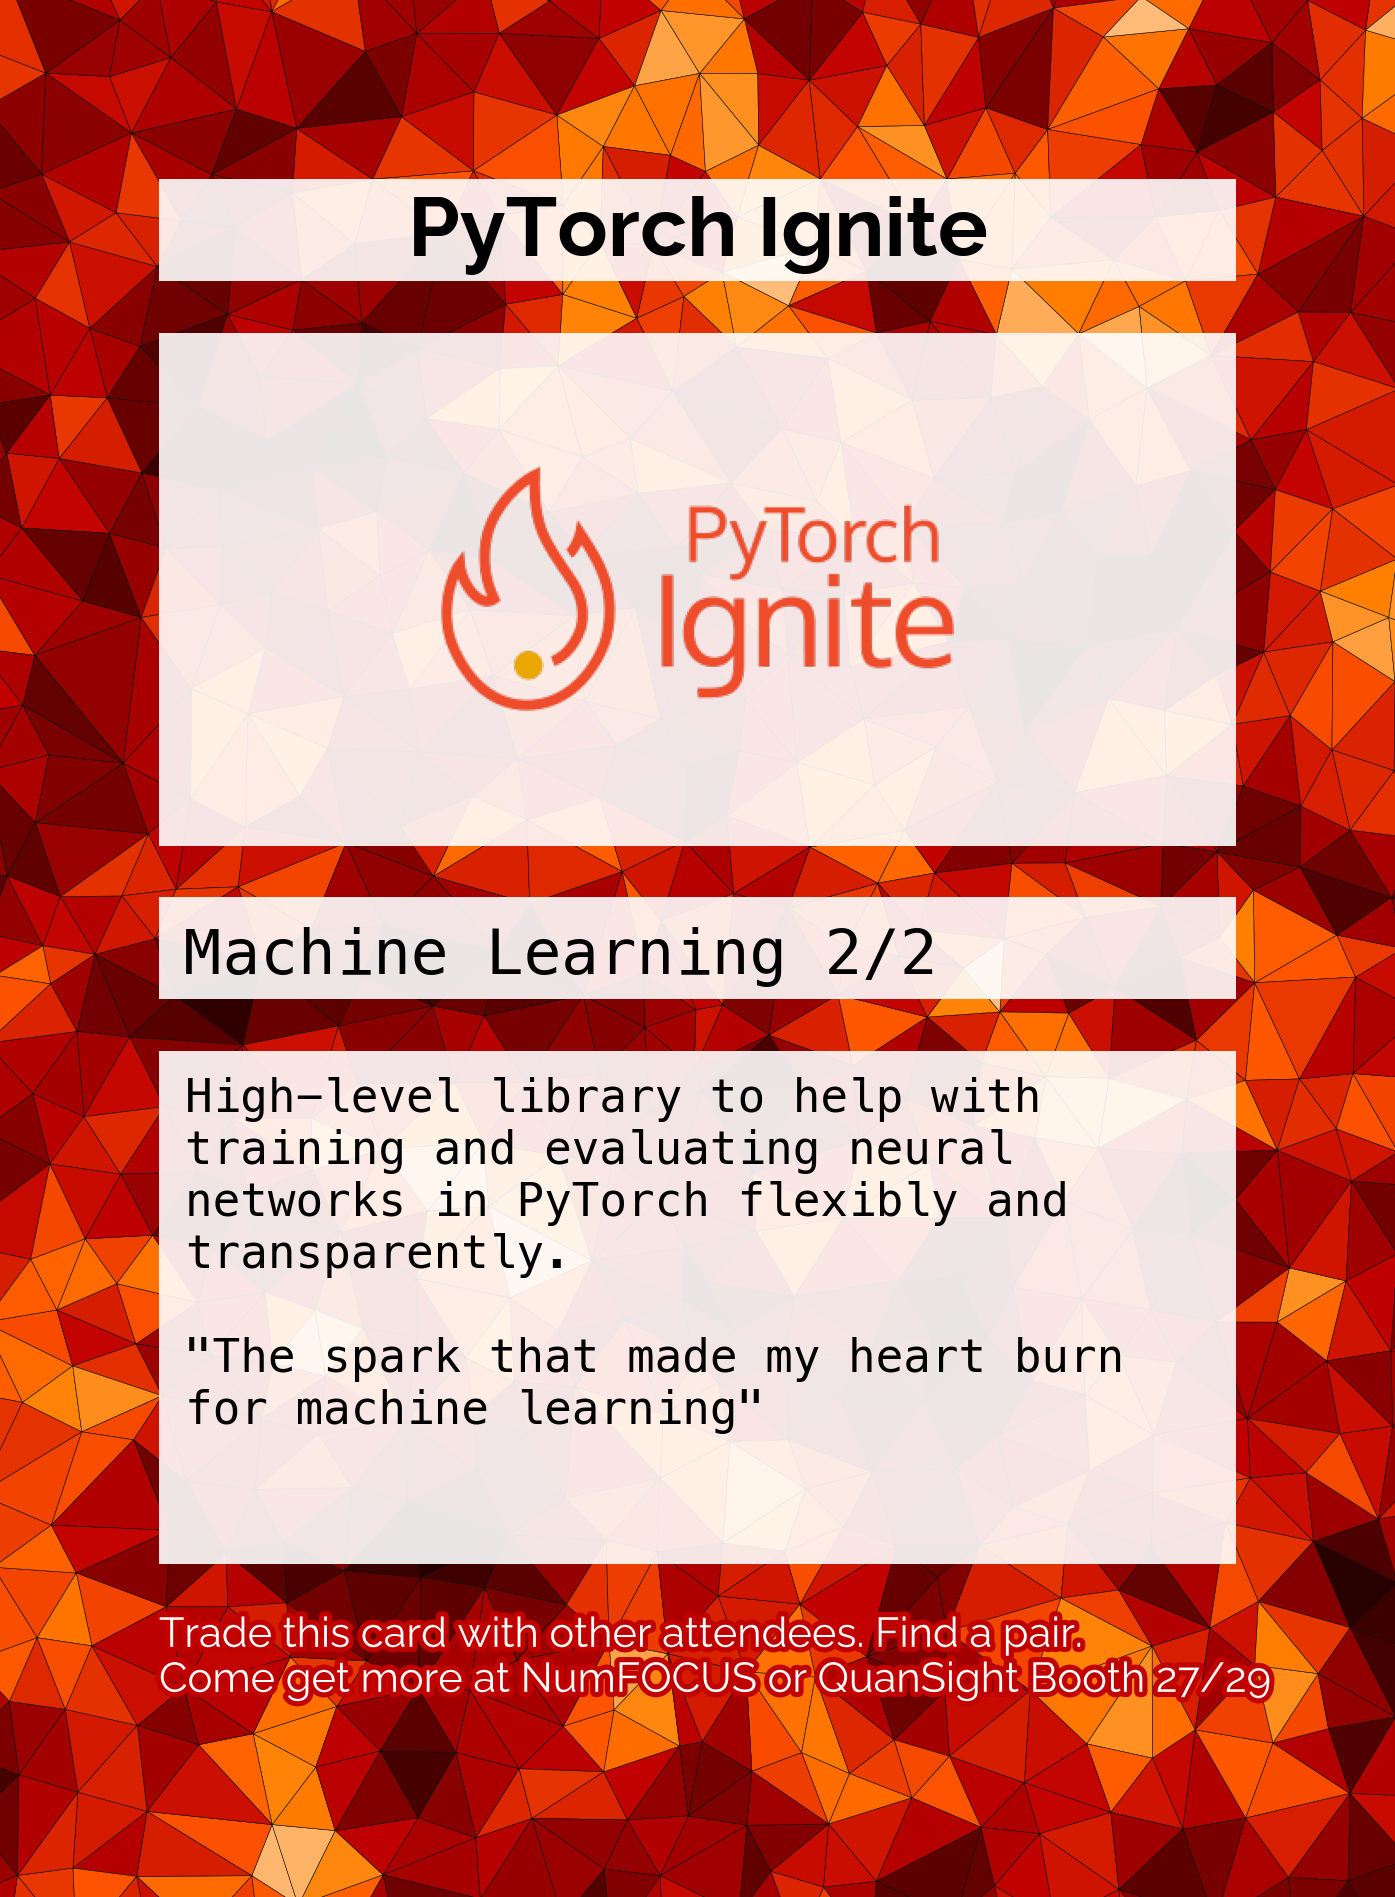 PyTorch Ignite
PyTorch
Ignite
Machine Learning 2/2
High-level library to help with
training and evaluating neural
networks in PyTorch flexibly and
transparently.
"The spark that made my heart burn
for machine learning"
Trade this card with other attendees. Find a pair.
Come get more at NumFOCUS or QuanSight Booth 27/29